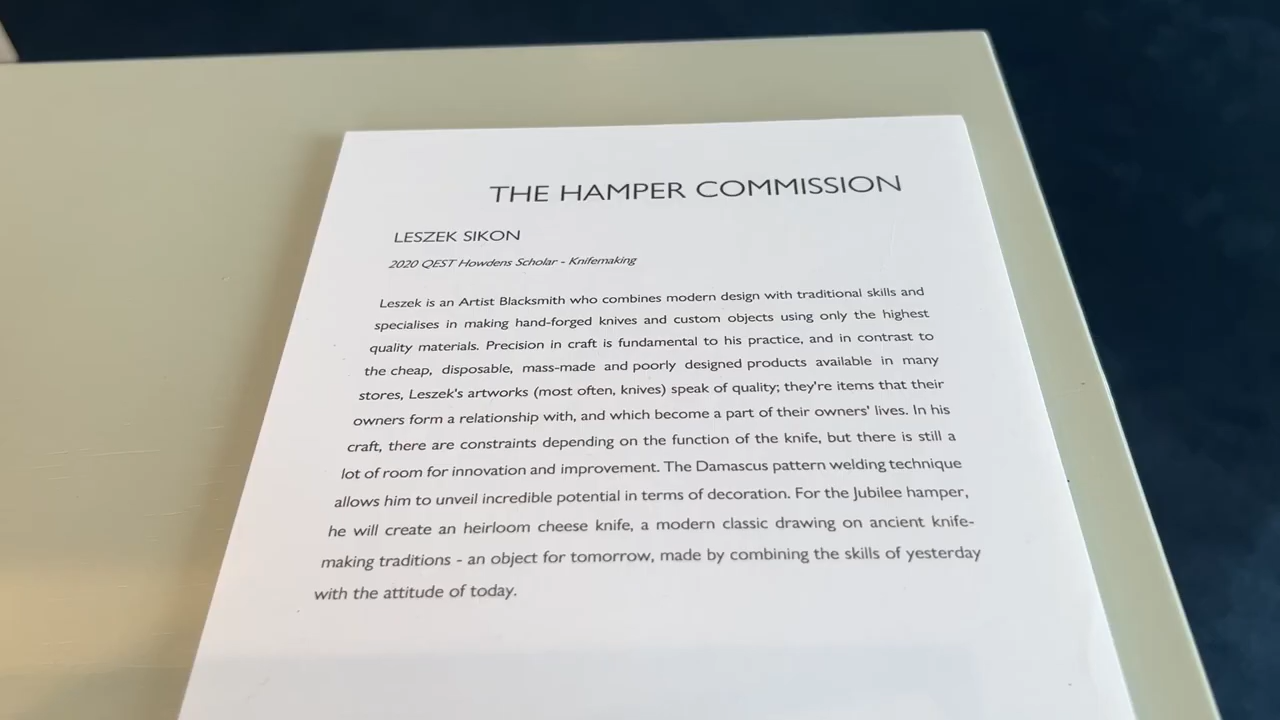 THE HAMPER COMMISSION
LESZEK SIKON
2020 QEST Howdens Scholar - Knifemaking
Leszek is an Artist Blacksmith who combines modern design with traditional skills and
specialises in making hand-forged knives and custom objects using only the highest
quality materials. Precision in craft is fundamental to his practice, and in contrast to
the cheap, disposable, mass-made and poorly designed products available in many
stores, Leszek's artworks (most often, knives) speak of quality; they're items that their
owners form a relationship with, and which become a part of their owners' lives. In his
craft, there are constraints depending on the function of the knife, but there is still a
lot of room for innovation and improvement. The Damascus pattern welding technique
allows him to unveil incredible potential in terms of decoration. For the Jubilee hamper,
he will create an heirloom cheese knife, a modern classic drawing on ancient knife-
making traditions - an object for tomorrow, made by combining the skills of yesterday
with the attitude of today.